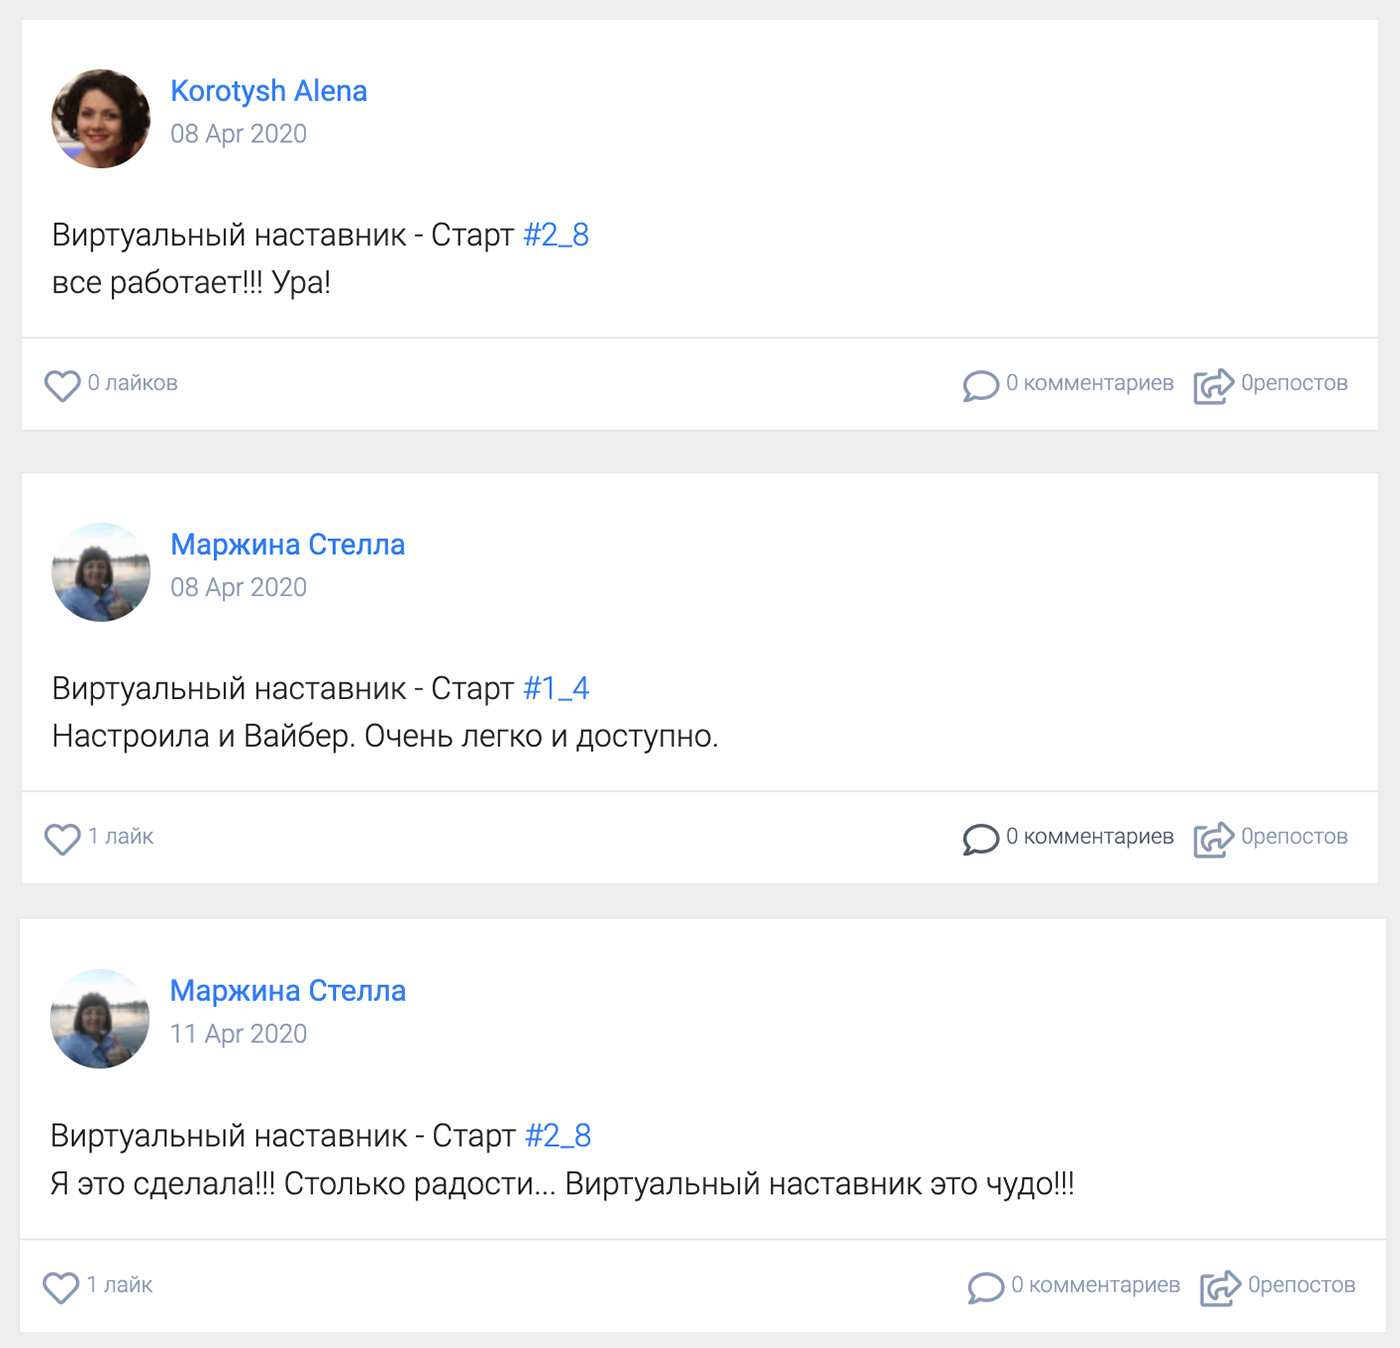 Korotysh Alena
08 Apr 2020
Виртуальный наставник - Старт #2_8
все работает!!! Ура!
0 лайков
0 комментариев
0репостов
Маржина Стелла
08 Apr 2020
Виртуальный наставник - Старт #1_4
Настроила и Вайбер. Очень легко и доступно.
1 лайк
0 комментариев
0репостов
Маржина Стелла
11 Apr 2020
Виртуальный наставник - Старт #2_8
Я это сделала!!! Столько радости... Виртуальный наставник это чудо!!!
1 лайк
0 комментариев
0репостов